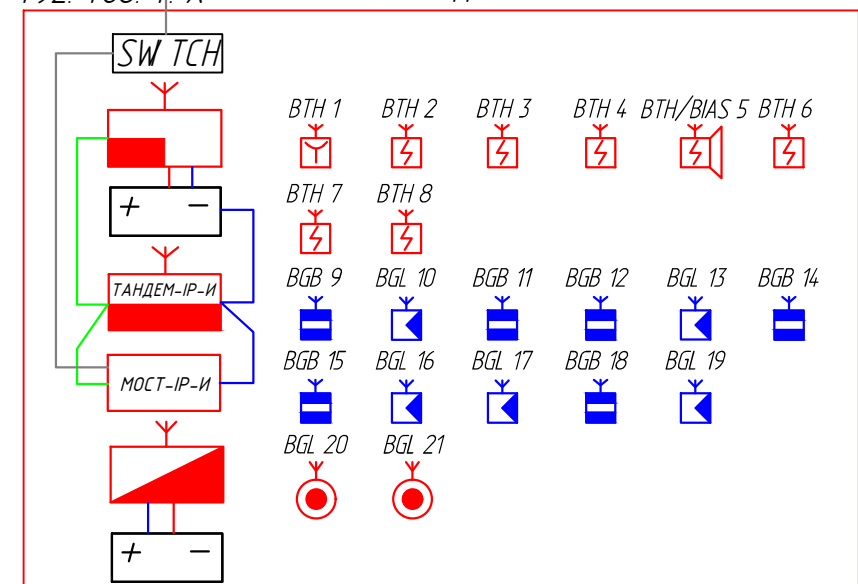 SW TCH
BTH 1 BTH 2 BTH 3 BTH 4 BTH/BIAS 5 BTH 6
+ -
BTH 7 BTH 8
ТАНДЕМ-IP-И
BGB 9 BGL 10 BGB 11 BGB 12 BGL 13 BGB 14
МОСТ-IP-И
BGB 15 BGL 16 BGL 17 BGB 18 BGL 19
BGL 20 BGL 21
+ -